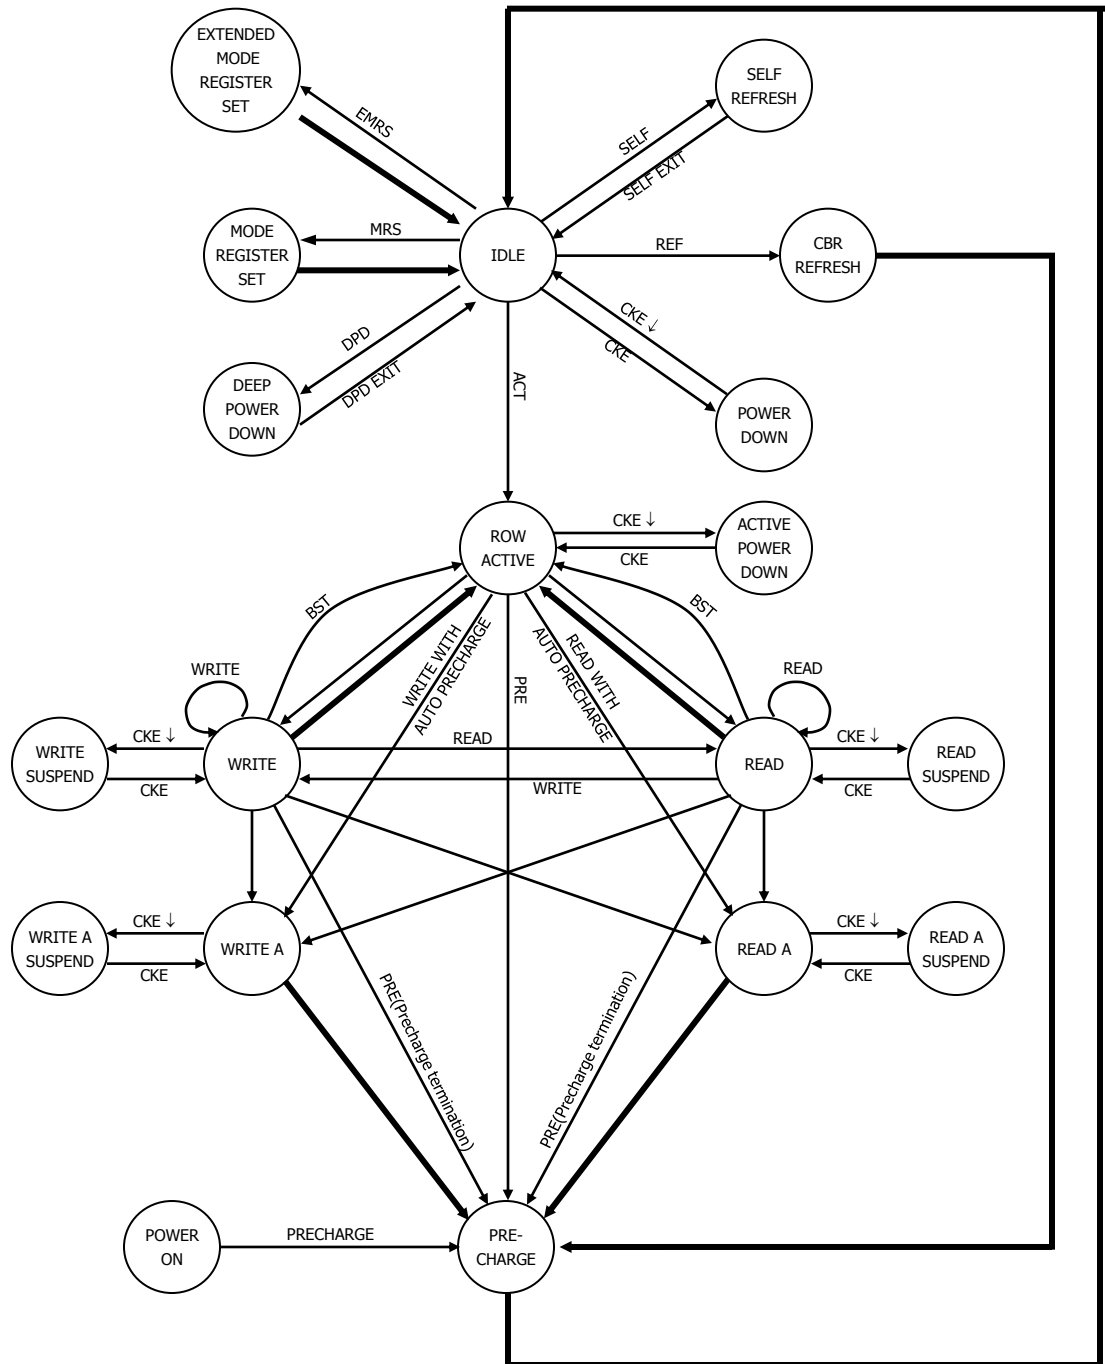 EXTENDED
MODE
REGISTER
SET
SELF
REFRESH
EMRS
SELF
SELF EXIT
MODE
REGISTER
SET
MRS
IDLE
REF
CBR
REFRESH
DPD
DPD EXIT
CKE ↓
CKE
DEEP
POWER
DOWN
ACT
POWER
DOWN
ROW
ACTIVE
CKE ↓
CKE
ACTIVE
POWER
DOWN
BST
BST
WRITE WITH
AUTO PRECHARGE
PRE
READ WITH
AUTO PRECHARGE
WRITE
READ
WRITE
SUSPEND
CKE ↓
CKE
WRITE
READ
WRITE
READ
CKE ↓
CKE
READ
SUSPEND
WRITE A
SUSPEND
CKE ↓
CKE
WRITE A
READ A
CKE ↓
CKE
READ A
SUSPEND
PRE(Precharge termination)
PRE(Precharge termination)
POWER
ON
PRECHARGE
PRE-
CHARGE